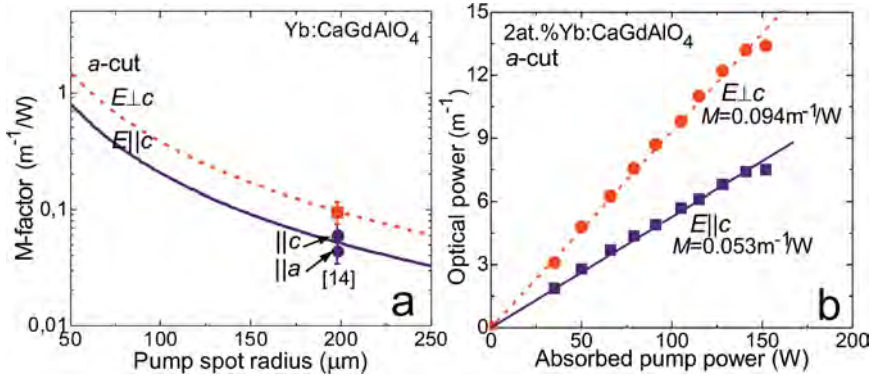 Yb:CaGdAlO4
a-cut
E⊥c
E||c
||c
||a
[14]
a
1
0,1
0,01
50 100 150 200 250
M-factor (m⁻¹/W)
Pump spot radius (μm)
2at.%Yb:CaGdAlO4
a-cut
E⊥c
M=0.094m⁻¹/W
E||c
M=0.053m⁻¹/W
b
15
12
9
6
3
0
0 50 100 150 200
Optical power (m⁻¹)
Absorbed pump power (W)